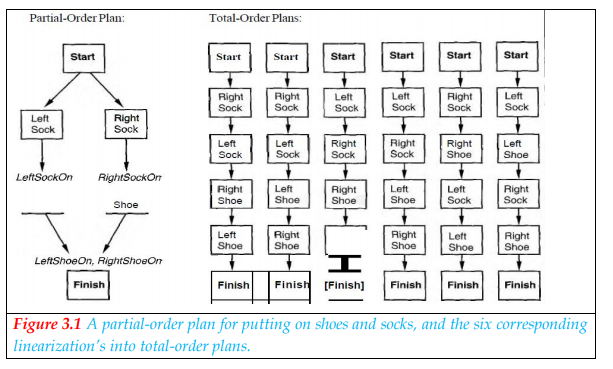 Partial-Order Plan:
Total-Order Plans:
Start
Left
Sock
Right
Sock
LeftSockOn
RightSockOn
Shoe
LeftShoeOn, RightShoeOn
Finish
Start
Start
Start
Start
Start
Start
Right
Sock
Right
Sock
Left
Sock
Left
Sock
Right
Sock
Left
Sock
Left
Sock
Left
Sock
Right
Sock
Right
Sock
Right
Shoe
Left
Shoe
Right
Shoe
Left
Shoe
Right
Shoe
Left
Shoe
Left
Sock
Right
Sock
Left
Shoe
Right
Shoe
Right
Shoe
Left
Shoe
Right
Shoe
Finish
Finish
[Finish]
Finish
Finish
Finish
Figure 3.1 A partial-order plan for putting on shoes and socks, and the six corresponding
linearization's into total-order plans.